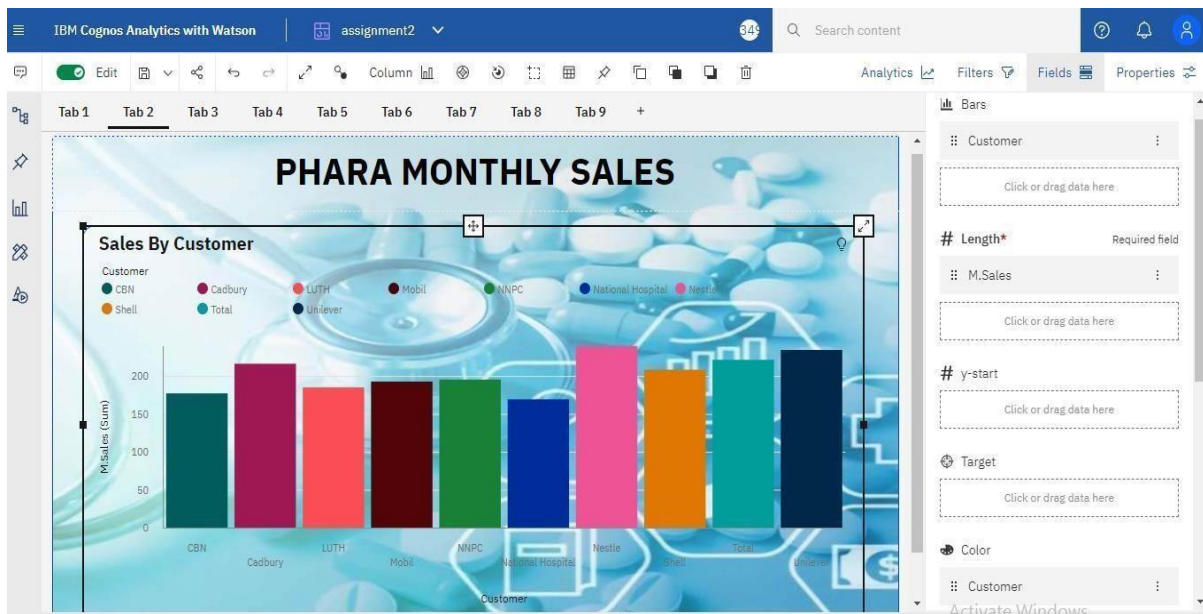 IBM Cognos Analytics with Watson
assignment2
Search content
Edit
Column
Analytics
Filters
Fields
Properties
Tab 1
Tab 2
Tab 3
Tab 4
Tab 5
Tab 6
Tab 7
Tab 8
Tab 9
+
PHARA MONTHLY SALES
Sales By Customer
Customer
CBN
Cadbury
LUTH
Mobil
NNPC
National Hospital
Nestle
Shell
Total
Unilever
M.Sales (Sum)
200
150
100
50
0
CBN
Cadbury
LUTH
Mobil
NNPC
National Hospital
Nestle
Shell
Total
Unilever
Customer
Bars
Customer
Click or drag data here
# Length*
Required field
M.Sales
Click or drag data here
# y-start
Click or drag data here
Target
Click or drag data here
Color
Customer
Activate Windows